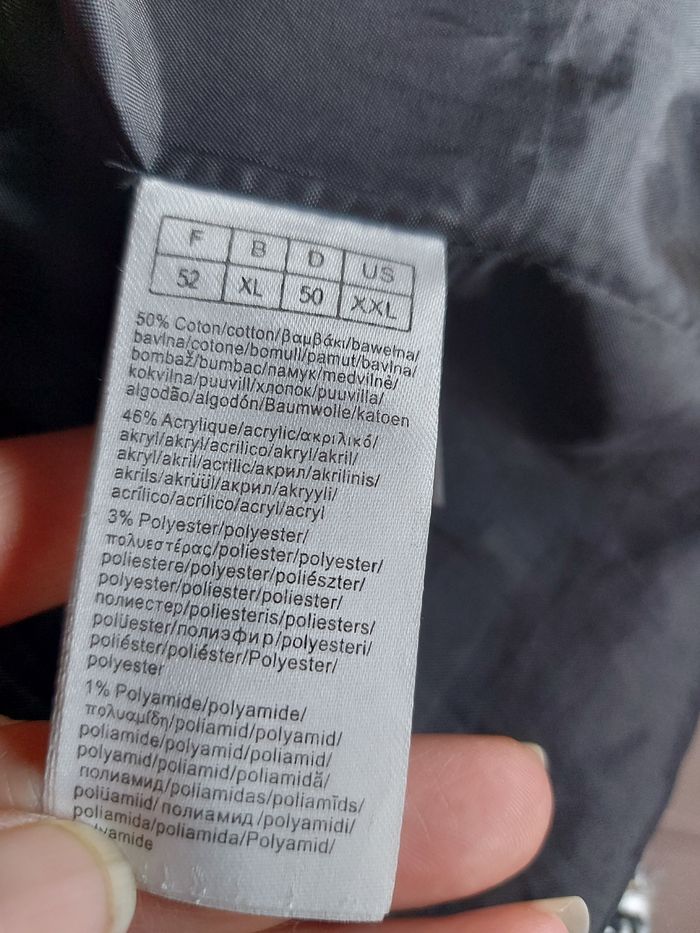 F B D US
52 XL 50 XXL
50% Coton/cotton/βαμβάκι/bawełna/
bavlna/cotone/bomull/pamut/bavlna/
bombaž/bumbac/памук/medvilnė/
kokvilna/puuvill/хлопок/puuvilla/
algodão/algodón/Baumwolle/katoen
46% Acrylique/acrylic/ακριλικό/
akryl/akryl/acrilico/akryl/akril/
akryl/akril/acrilic/акрил/akrilinis/
akrils/akrüül/акрил/akryyli/
acrílico/acrilico/acryl/acryl
3% Polyester/polyester/
πολυεστέρας/poliester/polyester/
poliestere/polyester/poliészter/
polyester/poliester/poliester/
полиестер/poliesteris/poliesters/
polüester/полиэфир/polyesteri/
poliéster/poliéster/Polyester/
polyester
1% Polyamide/polyamide/
πολυαμίδη/poliamid/polyamid/
poliamide/polyamid/poliamid/
polyamid/poliamid/poliamidă/
полиамид/poliamidas/poliamīds/
polüamiid/полиамид/polyamidi/
poliamida/poliamida/Polyamid/